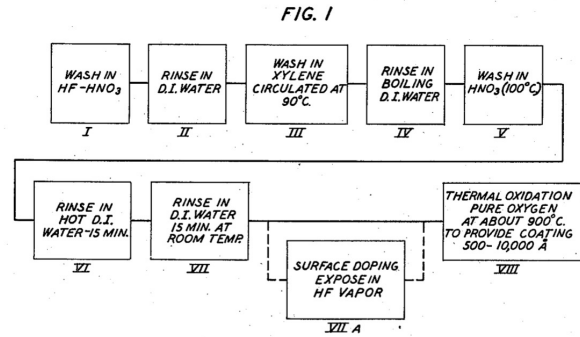 FIG. 1
WASH IN
HF-HNO3
I
RINSE IN
D.I. WATER
II
WASH IN
XYLENE
CIRCULATED AT
90°C.
III
RINSE IN
BOILING
D.I. WATER
IV
WASH IN
HNO3 (100°C.)
V
RINSE IN
HOT D.I.
WATER-15 MIN.
VI
RINSE IN
D.I. WATER
15 MIN. AT
ROOM TEMP.
VII
SURFACE DOPING
EXPOSE IN
HF VAPOR
VII A
THERMAL OXIDATION
PURE OXYGEN
AT ABOUT 900°C.
TO PROVIDE COATING
500-10,000 Å
VIII